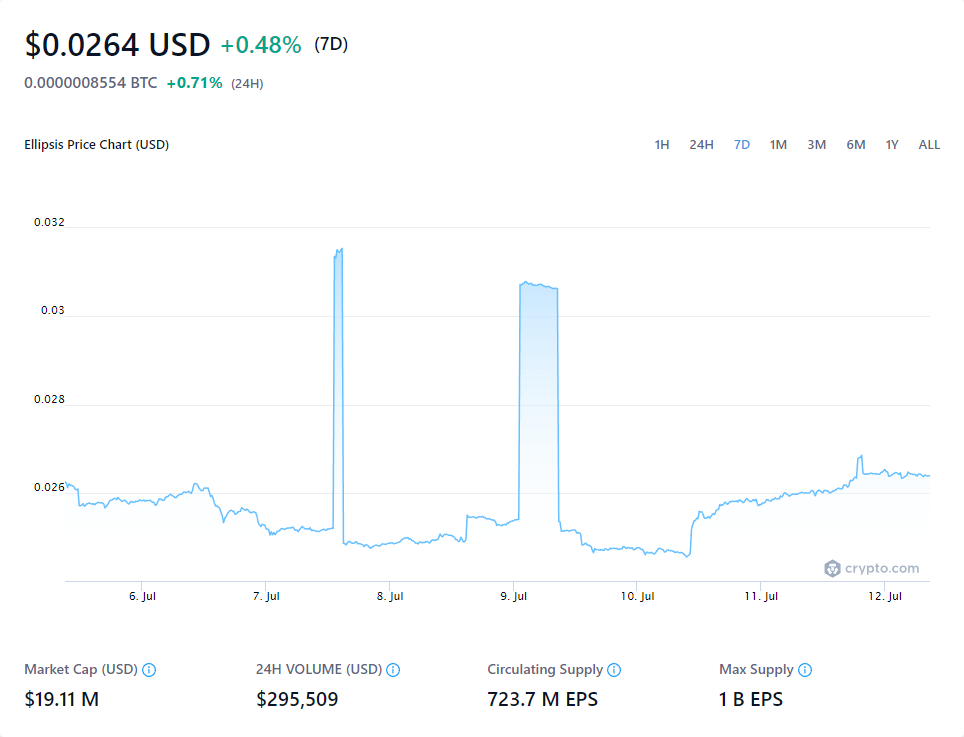 $0.0264 USD +0.48% (7D)
0.0000008554 BTC +0.71% (24H)
Ellipsis Price Chart (USD) 1H 24H 7D 1M 3M 6M 1Y ALL
0.032
0.03
0.028
0.026
crypto.com
6. Jul 7. Jul 8. Jul 9. Jul 10. Jul 11. Jul 12. Jul
Market Cap (USD) 24H VOLUME (USD) Circulating Supply Max Supply
$19.11 M $295,509 723.7 M EPS 1 B EPS